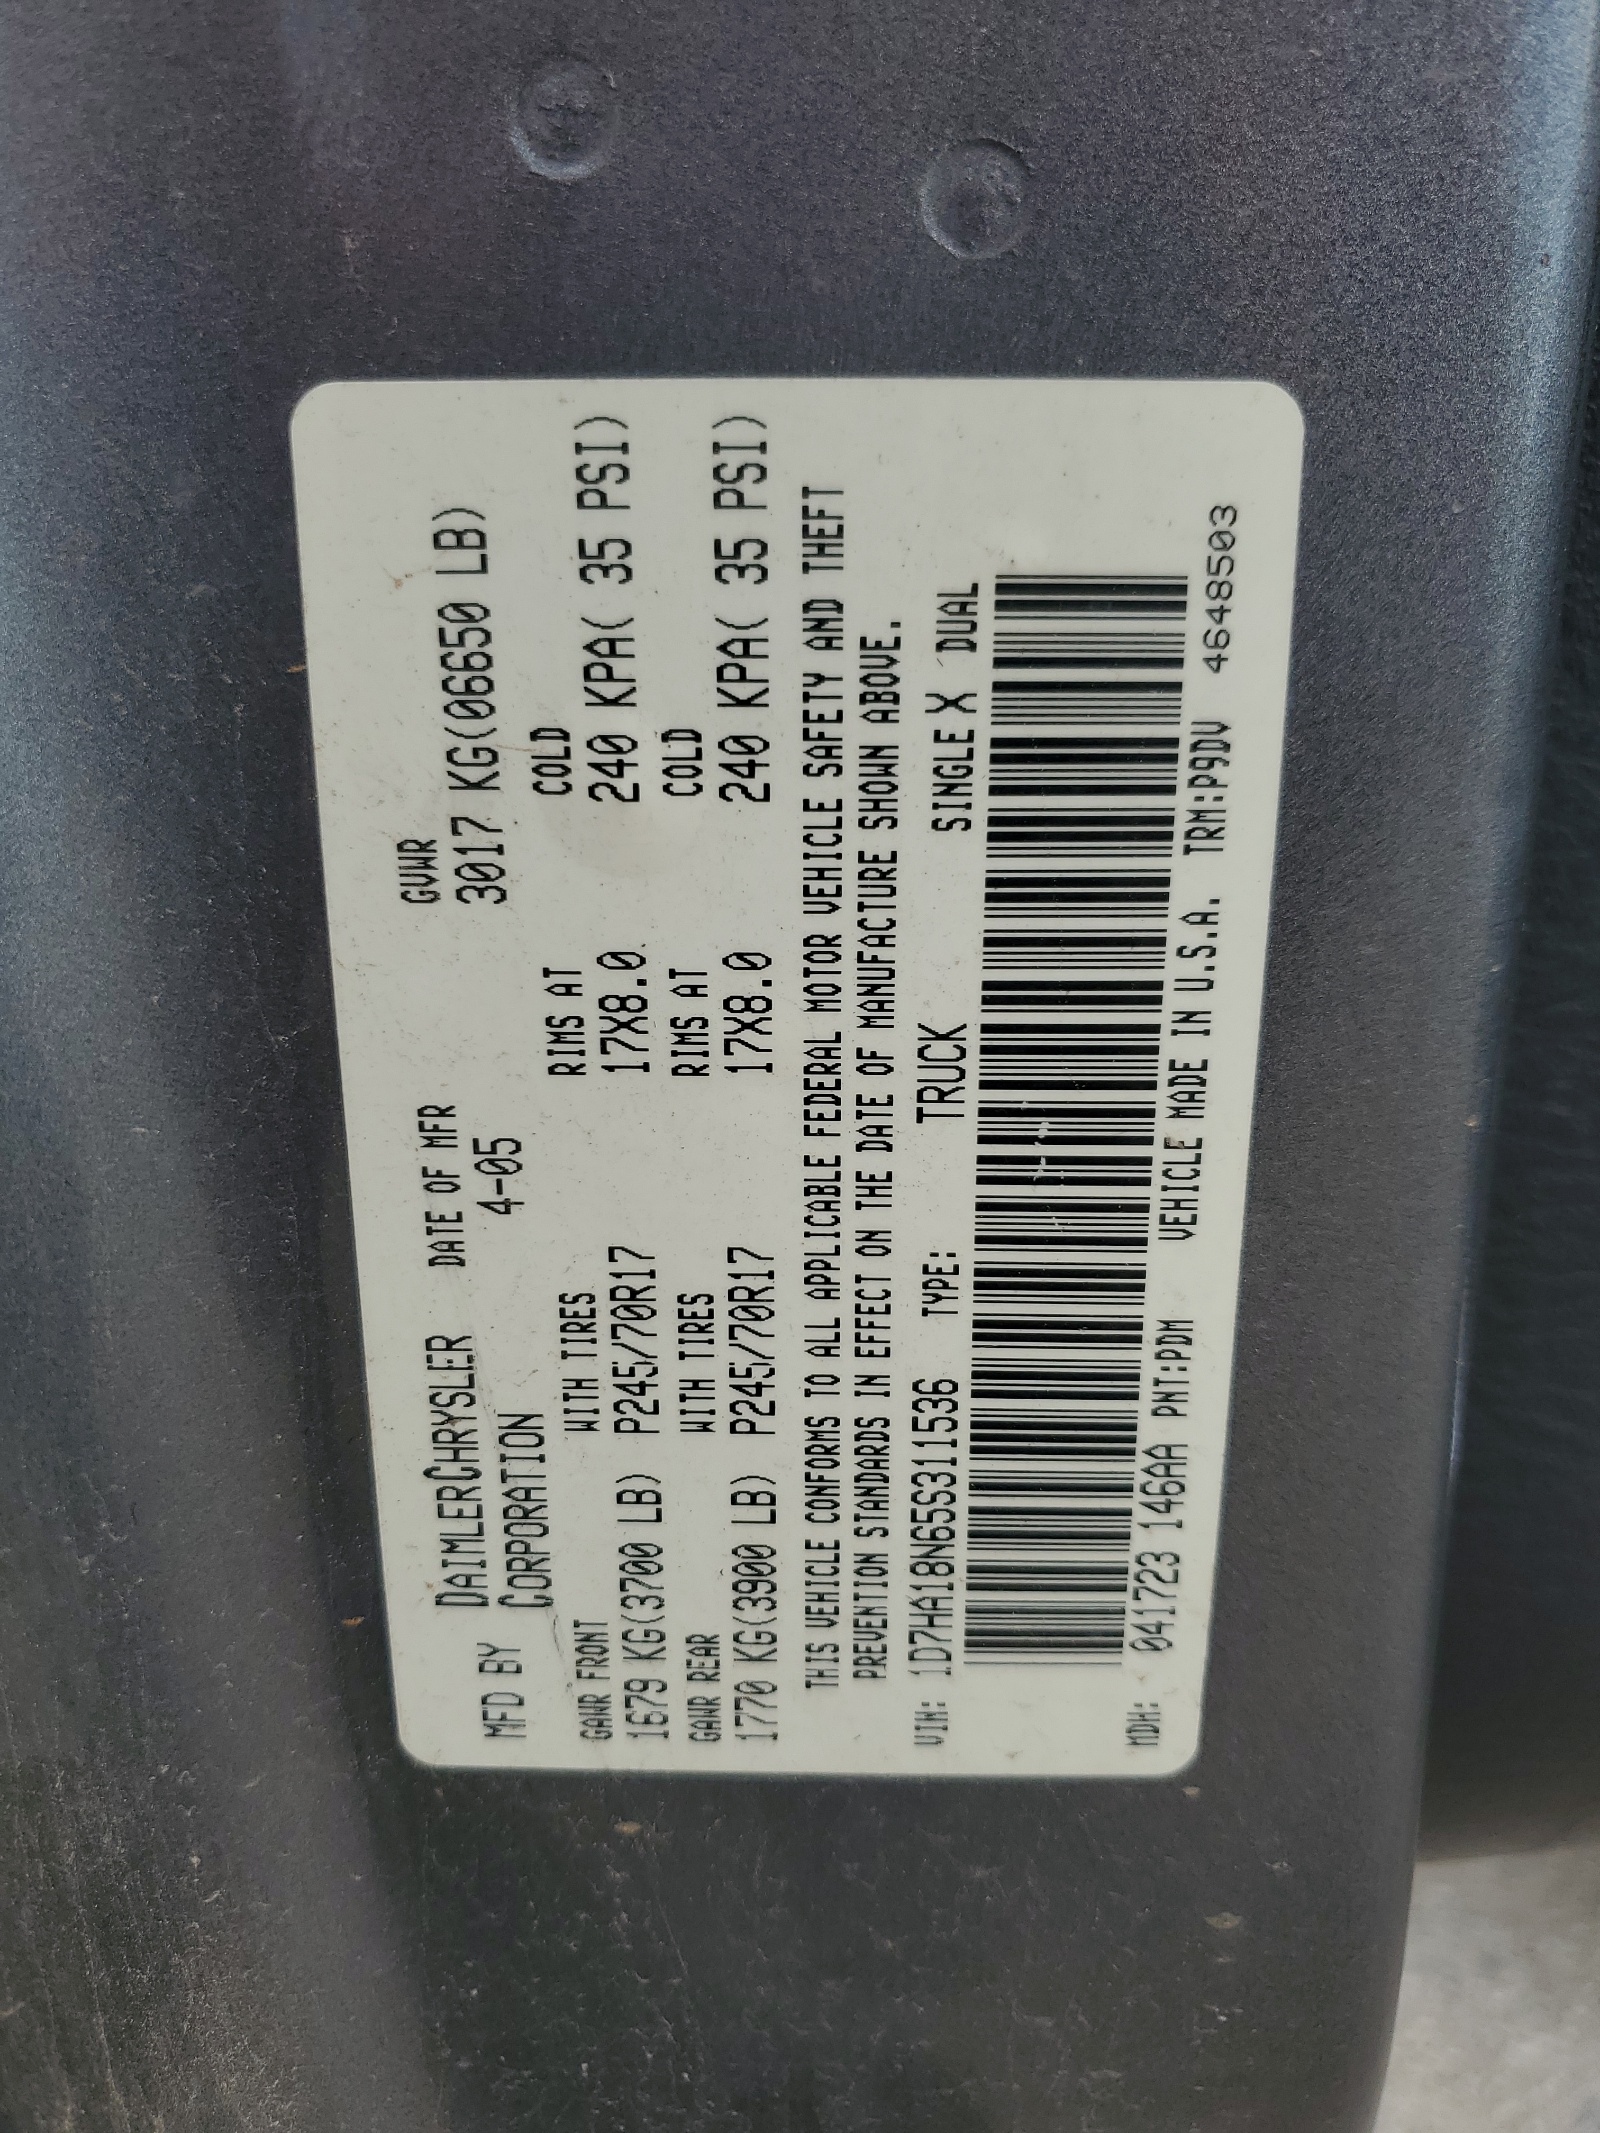 MFD BY DAIMLERCHRYSLER CORPORATION DATE OF MFR 4-05 GVWR 3017 KG(06650 LB)
GAWR FRONT WITH TIRES RIMS AT COLD
1679 KG(3700 LB) P245/70R17 17X8.0 240 KPA( 35 PSI)
GAWR REAR WITH TIRES RIMS AT COLD
1770 KG(3900 LB) P245/70R17 17X8.0 240 KPA( 35 PSI)
THIS VEHICLE CONFORMS TO ALL APPLICABLE FEDERAL MOTOR VEHICLE SAFETY AND THEFT
PREVENTION STANDARDS IN EFFECT ON THE DATE OF MANUFACTURE SHOWN ABOVE.
VIN: 1D7HA18N65S311536 TYPE: TRUCK SINGLE X DUAL
MDH: 041723 146AA PNT:PDM VEHICLE MADE IN U.S.A. TRM:P9DV 4648503